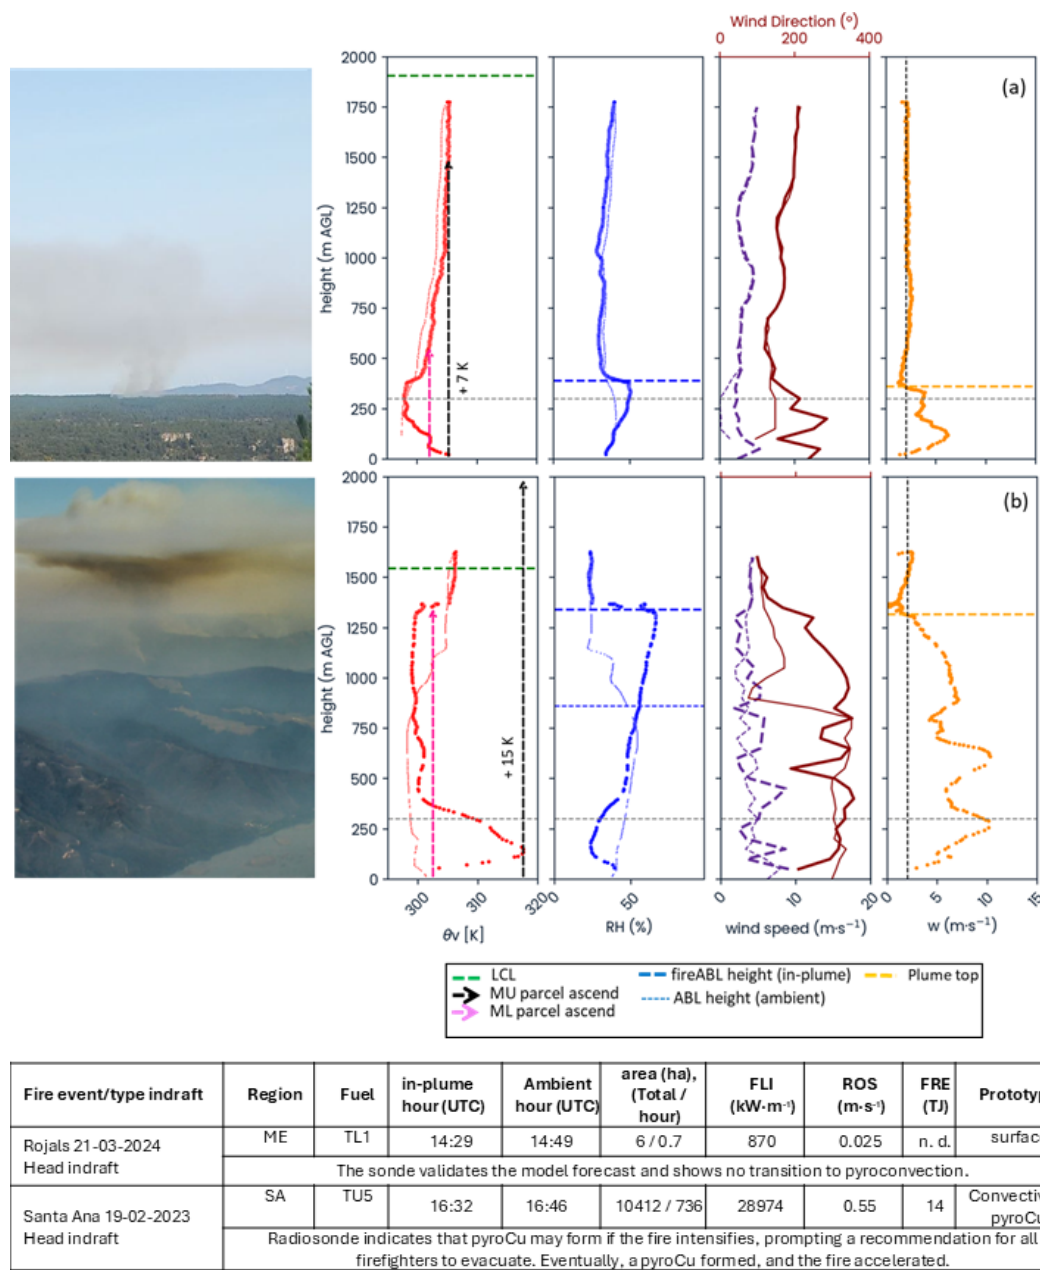 Wind Direction (º)
0 200 400
2000
1750
1500
1250
1000
750
500
250
0
height (m AGL)
+ 7 K
(a)
2000
1750
1500
1250
1000
750
500
250
0
height (m AGL)
+ 15 K
(b)
300 310 320
0 50
0 10 20
0 5 10 15
θv [K]
RH (%)
wind speed (m·s⁻¹)
w (m·s⁻¹)
LCL
MU parcel ascend
ML parcel ascend
fireABL height (in-plume)
ABL height (ambient)
Plume top
Fire event/type indraft Region Fuel in-plume hour (UTC) Ambient hour (UTC) area (ha), (Total / hour) FLI (kW·m⁻¹) ROS (m·s⁻¹) FRE (TJ) Prototyp
Rojals 21-03-2024
Head indraft
ME TL1 14:29 14:49 6 / 0.7 870 0.025 n. d. surfac
The sonde validates the model forecast and shows no transition to pyroconvection.
Santa Ana 19-02-2023
Head indraft
SA TU5 16:32 16:46 10412 / 736 28974 0.55 14 Convectiv pyroCu
Radiosonde indicates that pyroCu may form if the fire intensifies, prompting a recommendation for all
firefighters to evacuate. Eventually, a pyroCu formed, and the fire accelerated.